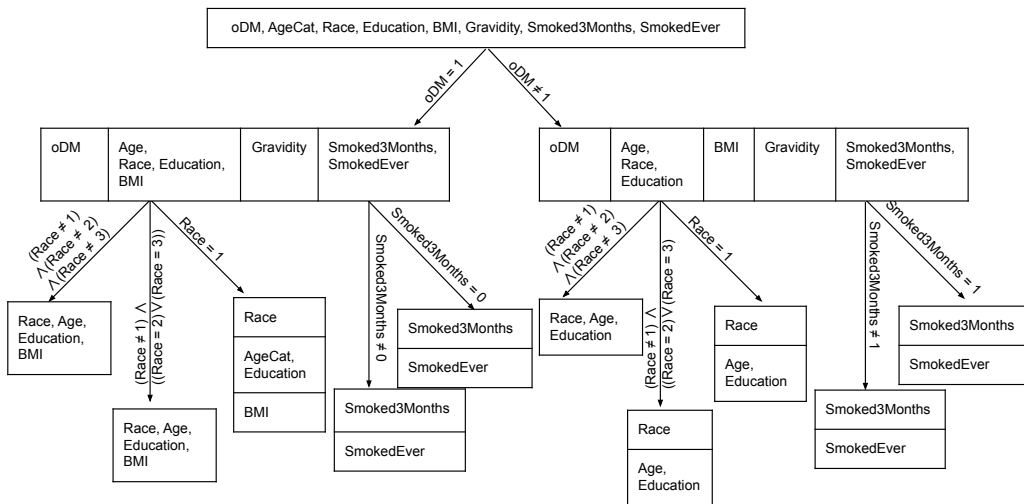 oDM, AgeCat, Race, Education, BMI, Gravidity, Smoked3Months, SmokedEver
oDM = 1
oDM ≠ 1
oDM
Age,
Race, Education,
BMI
Gravidity
Smoked3Months,
SmokedEver
oDM
Age,
Race,
Education
BMI
Gravidity
Smoked3Months,
SmokedEver
(Race ≠ 1)
∧ (Race ≠ 2)
∧ (Race ≠ 3)
(Race ≠ 1) ∧
((Race = 2) ∨ (Race = 3))
Race = 1
Smoked3Months ≠ 0
Smoked3Months = 0
(Race ≠ 1)
∧ (Race ≠ 2)
∧ (Race ≠ 3)
(Race ≠ 1) ∧
((Race = 2) ∨ (Race = 3)
Race = 1
Smoked3Months ≠ 1
Smoked3Months = 1
Race, Age,
Education,
BMI
Race, Age,
Education,
BMI
Race
AgeCat,
Education
BMI
Smoked3Months
SmokedEver
Smoked3Months
SmokedEver
Race, Age,
Education
Race
Age,
Education
Race
Age,
Education
Smoked3Months
SmokedEver
Smoked3Months
SmokedEver